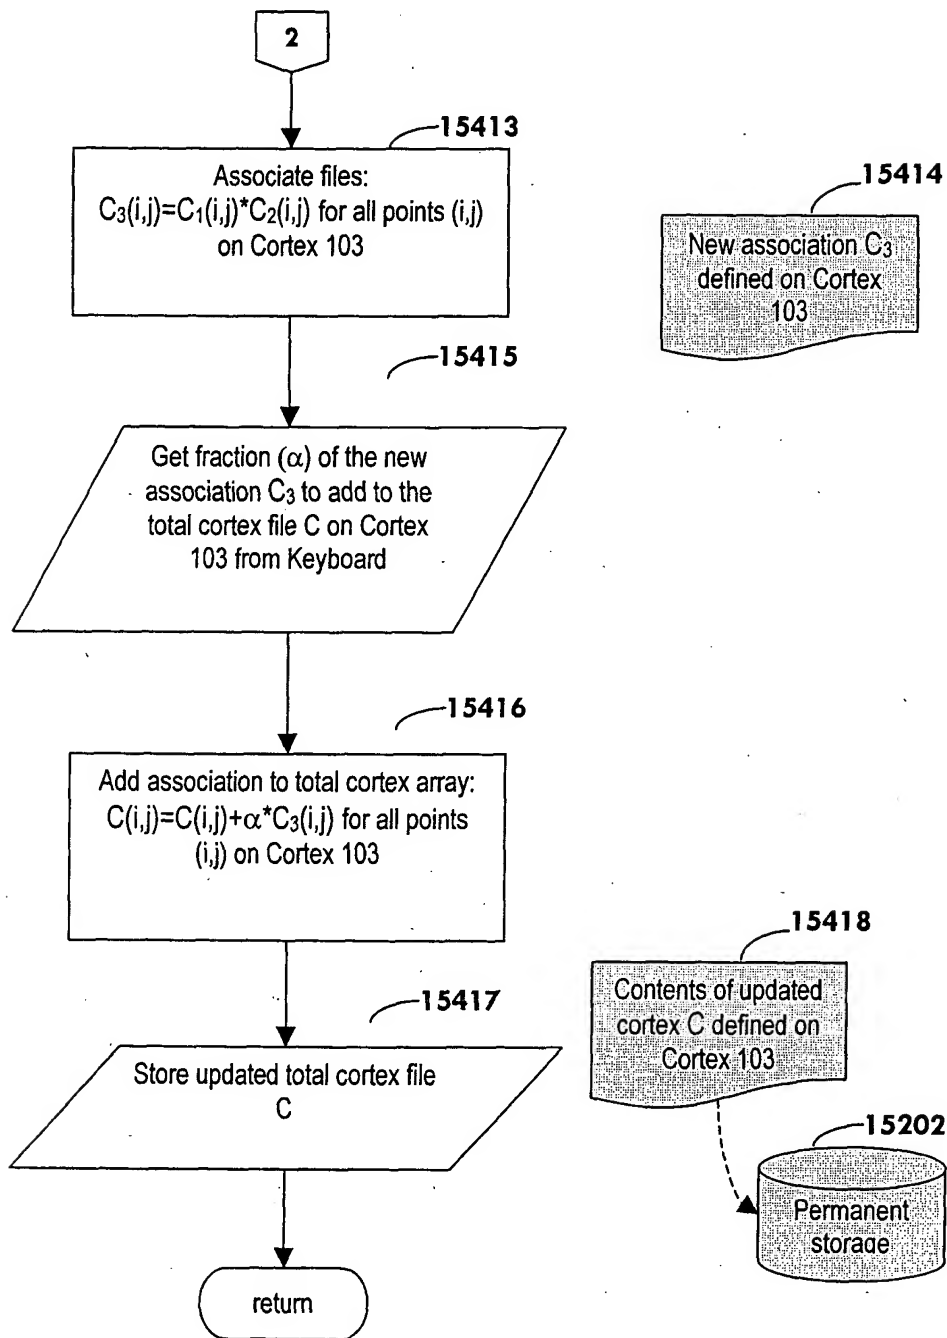 2
15413
Associate files:
C₃(i,j)=C₁(i,j)*C₂(i,j) for all points (i,j)
on Cortex 103
15414
New association C₃
defined on Cortex
103
15415
Get fraction (α) of the new
association C₃ to add to the
total cortex file C on Cortex
103 from Keyboard
15416
Add association to total cortex array:
C(i,j)=C(i,j)+α*C₃(i,j) for all points
(i,j) on Cortex 103
15418
Contents of updated
cortex C defined on
Cortex 103
15417
Store updated total cortex file
C
15202
Permanent
storage
return